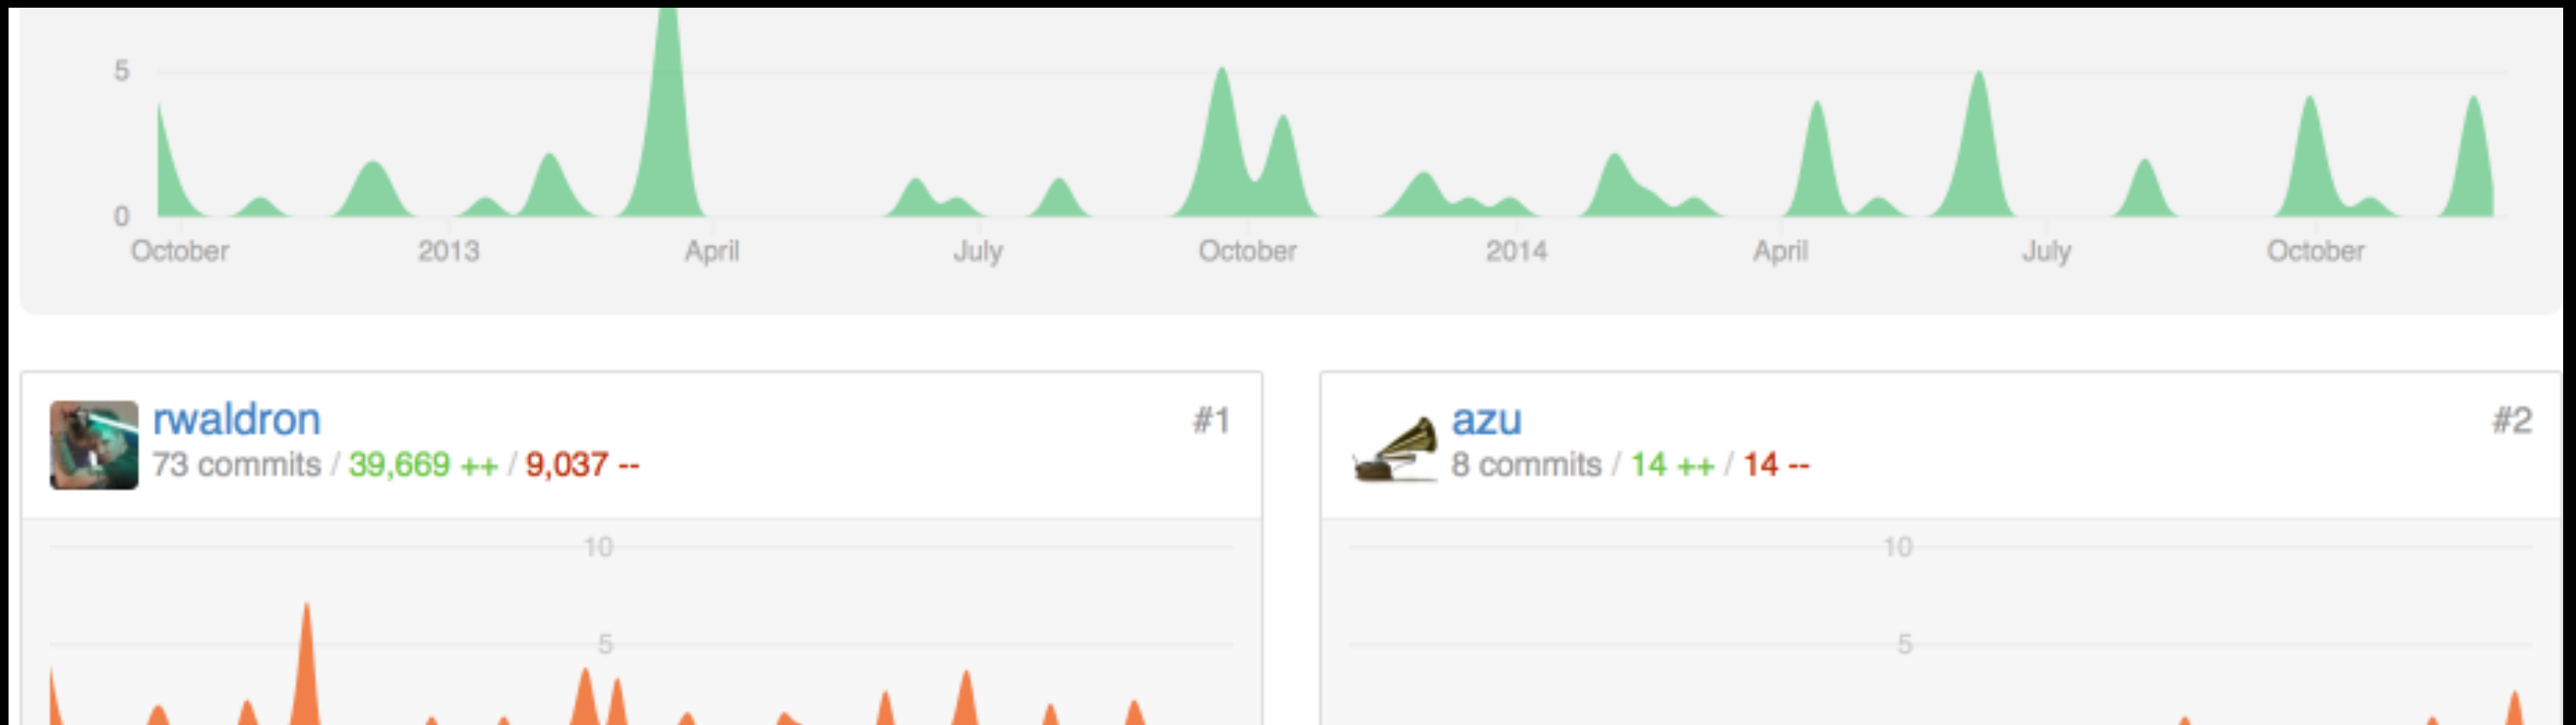 5
0
October 2013 April July October 2014 April July October
rwaldron #1
73 commits / 39,669 ++ / 9,037 --
10
5
azu #2
8 commits / 14 ++ / 14 --
10
5